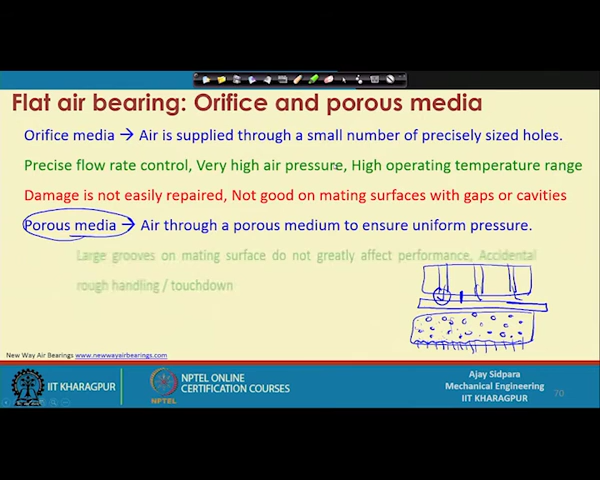 Flat air bearing: Orifice and porous media
Orifice media → Air is supplied through a small number of precisely sized holes.
Precise flow rate control, Very high air pressure, High operating temperature range
Damage is not easily repaired, Not good on mating surfaces with gaps or cavities
Porous media → Air through a porous medium to ensure uniform pressure.
Large grooves on mating surface do not greatly affect performance, Accidental
rough handling / touchdown
New Way Air Bearings www.newwayairbearings.com
IIT KHARAGPUR
NPTEL
NPTEL ONLINE
CERTIFICATION COURSES
Ajay Sidpara
Mechanical Engineering
IIT KHARAGPUR
70